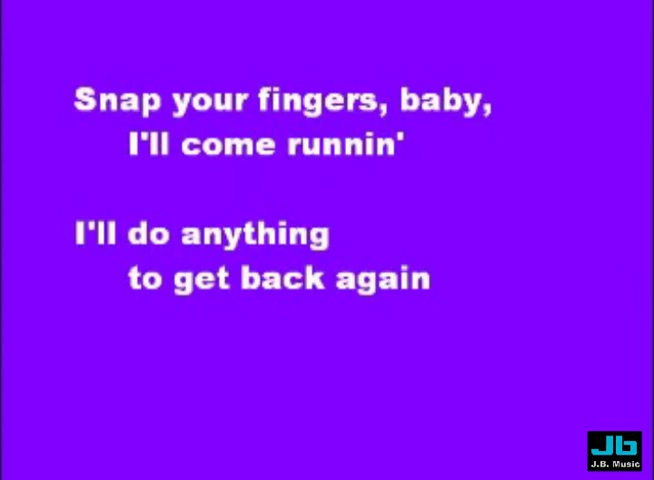 Snap your fingers, baby,
I'll come runnin'
I'll do anything
to get back again
Jb
J.B. Music